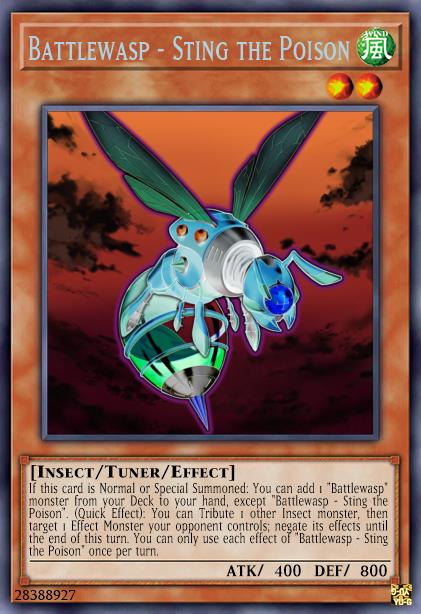 Battlewasp - Sting the Poison
WIND
風
[Insect/Tuner/Effect]
If this card is Normal or Special Summoned: You can add 1 "Battlewasp"
monster from your Deck to your hand, except "Battlewasp - Sting the
Poison". (Quick Effect): You can Tribute 1 other Insect monster, then
target 1 Effect Monster your opponent controls; negate its effects until
the end of this turn. You can only use each effect of "Battlewasp - Sting
the Poison" once per turn.
ATK/ 400 DEF/ 800
28388927